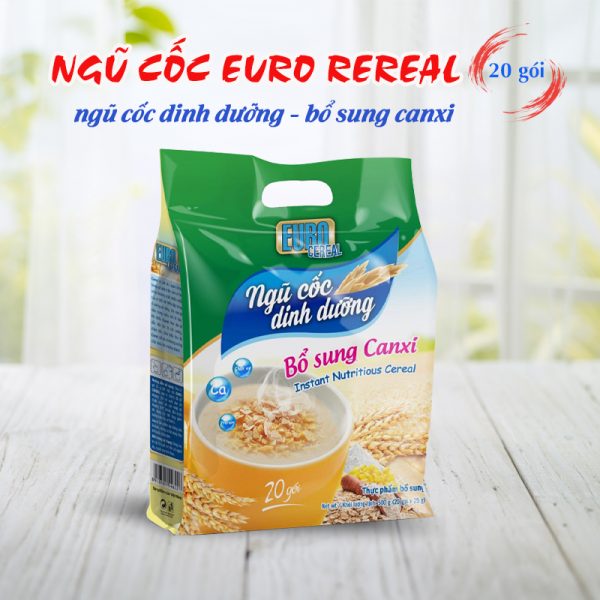 NGŨ CỐC EURO REREAL
20 gói
ngũ cốc dinh dưỡng - bổ sung canxi
EURO
CEREAL
Ngũ cốc
dinh dưỡng
Bổ sung Canxi
Instant Nutritious Cereal
Ca
20 gói
Thực phẩm bổ sung